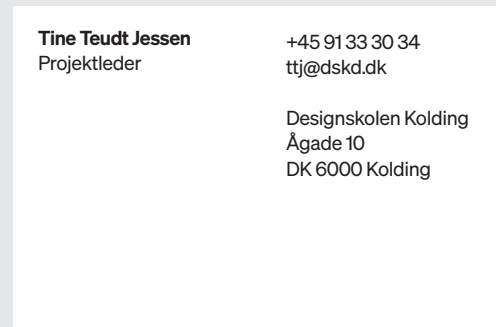 Tine Teudt Jessen
Projektleder
+45 91 33 30 34
ttj@dskd.dk
Designskolen Kolding
Ågade 10
DK 6000 Kolding